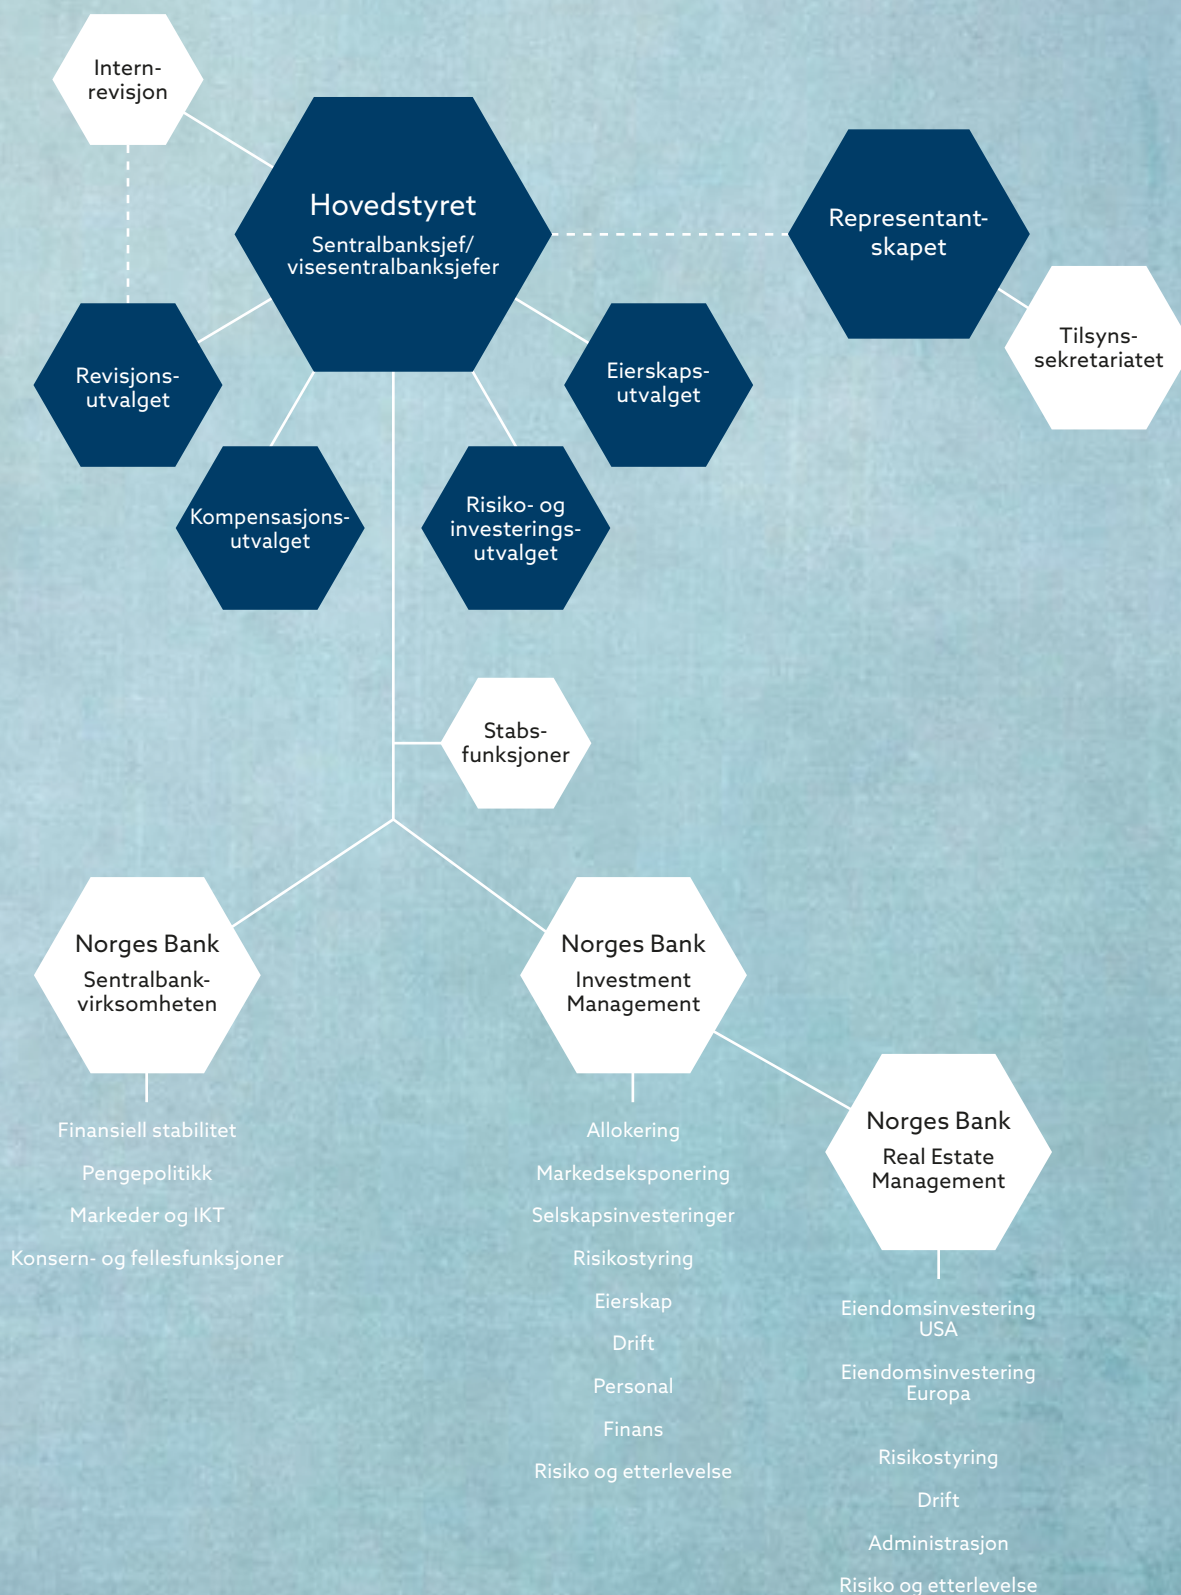 Intern-
revisjon
Hovedstyret
Sentralbanksjef/
visesentralbanksjefer
Representant-
skapet
Tilsyns-
sekretariatet
Revisjons-
utvalget
Eierskaps-
utvalget
Kompensasjons-
utvalget
Risiko- og
investerings-
utvalget
Stabs-
funksjoner
Norges Bank
Sentralbank-
virksomheten
Finansiell stabilitet
Pengepolitikk
Markeder og IKT
Konsern- og fellesfunksjoner
Norges Bank
Investment
Management
Allokering
Markedseksponering
Selskapsinvesteringer
Risikostyring
Eierskap
Drift
Personal
Finans
Risiko og etterlevelse
Norges Bank
Real Estate
Management
Eiendomsinvestering
USA
Eiendomsinvestering
Europa
Risikostyring
Drift
Administrasjon
Risiko og etterlevelse